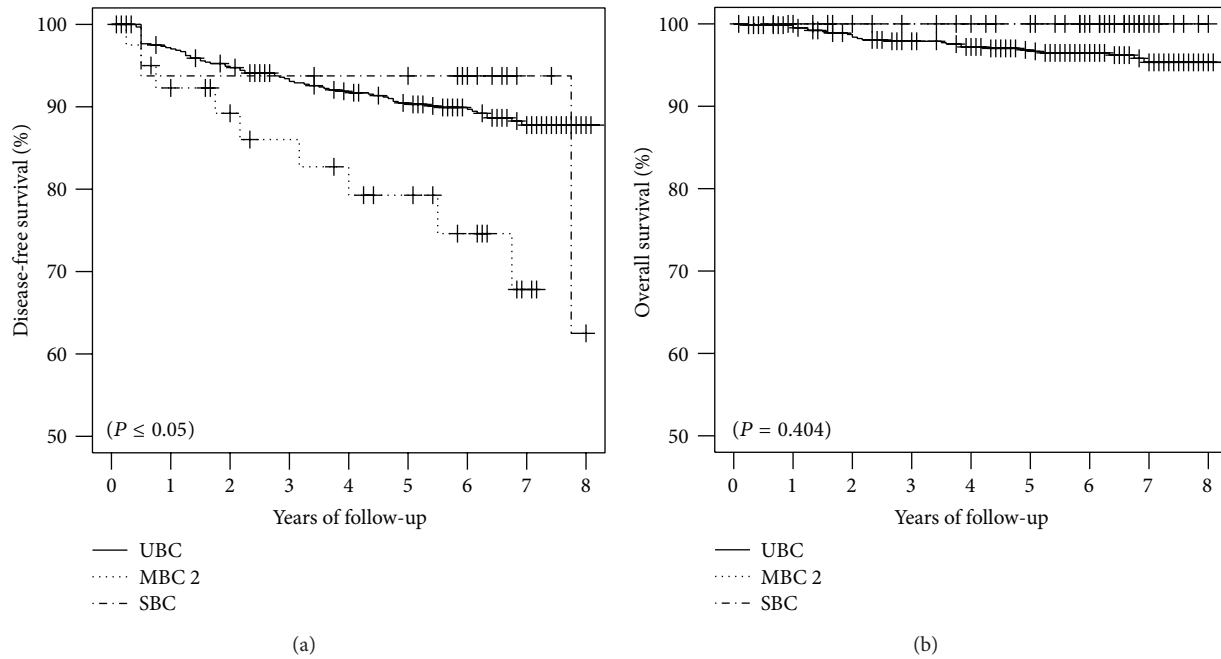 Disease-free survival (%)
100
90
80
70
60
50
(P ≤ 0.05)
0 1 2 3 4 5 6 7 8
Years of follow-up
UBC
MBC 2
SBC
(a)
Overall survival (%)
100
90
80
70
60
50
(P = 0.404)
0 1 2 3 4 5 6 7 8
Years of follow-up
UBC
MBC 2
SBC
(b)